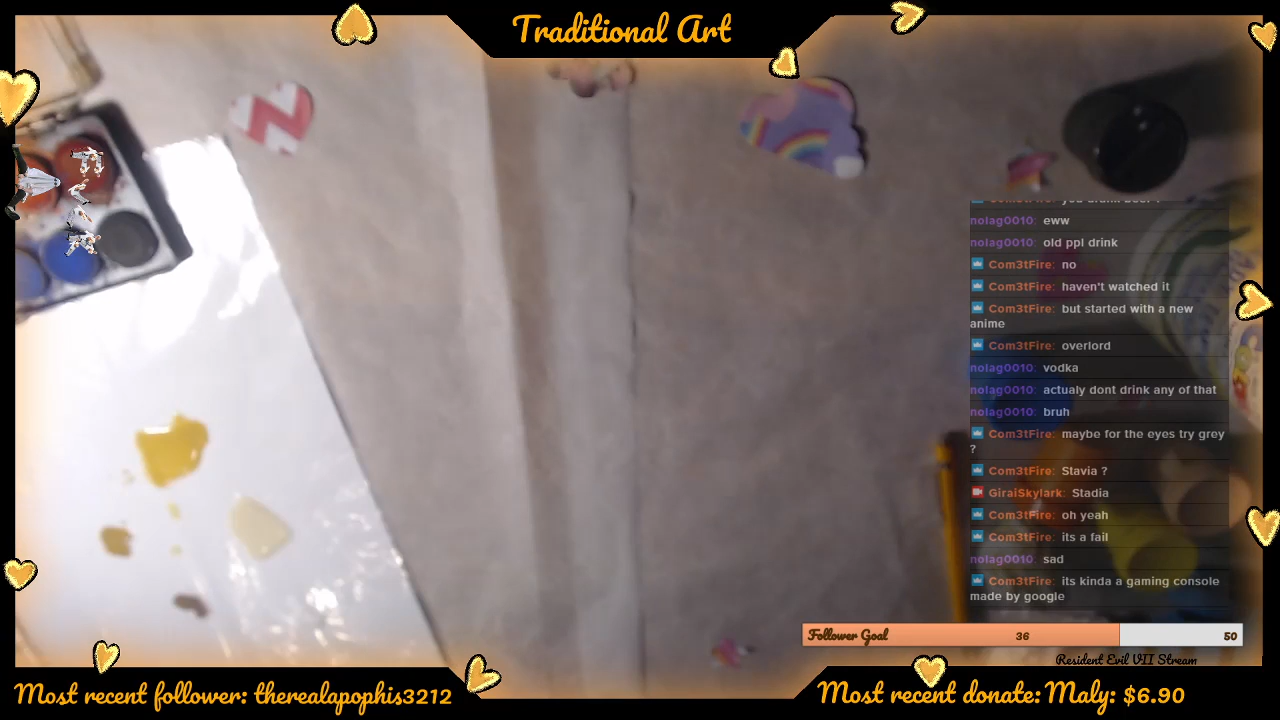 Traditional Art
nolag0010: eww
nolag0010: old ppl drink
Com3tFire: no
Com3tFire: haven't watched it
Com3tFire: but started with a new
anime
Com3tFire: overlord
nolag0010: vodka
nolag0010: actualy dont drink any of that
nolag0010: bruh
Com3tFire: maybe for the eyes try grey
?
Com3tFire: Stavia ?
GiraiSkylark: Stadia
Com3tFire: oh yeah
Com3tFire: its a fail
nolag0010: sad
Com3tFire: its kinda a gaming console
made by google
Follower Goal 36 50
Resident Evil VII Stream
Most recent follower: therealapophis3212
Most recent donate: Maly: $6.90